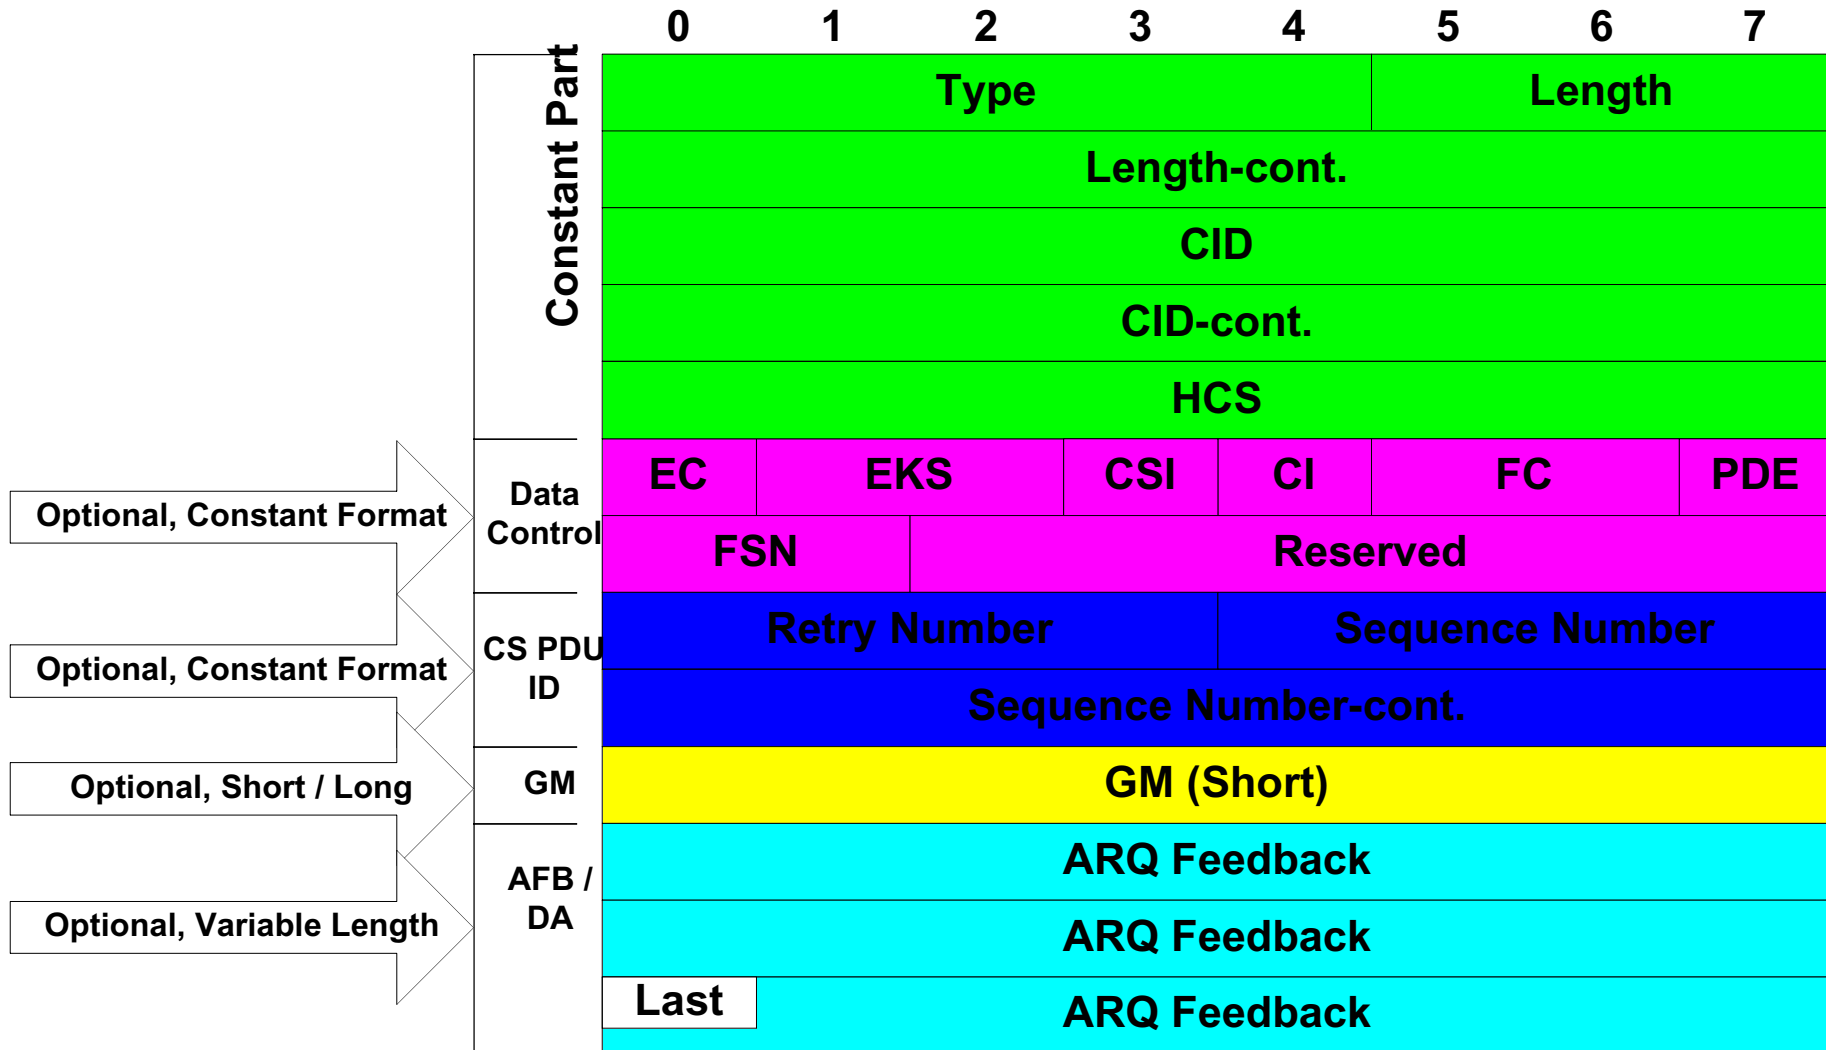 0 1 2 3 4 5 6 7
Constant Part
Type Length
Length-cont.
CID
CID-cont.
HCS
Optional, Constant Format
Data
Control
EC EKS CSI CI FC PDE
FSN Reserved
Optional, Constant Format
CS PDU
ID
Retry Number Sequence Number
Sequence Number-cont.
Optional, Short / Long
GM
GM (Short)
Optional, Variable Length
AFB /
DA
ARQ Feedback
ARQ Feedback
Last ARQ Feedback